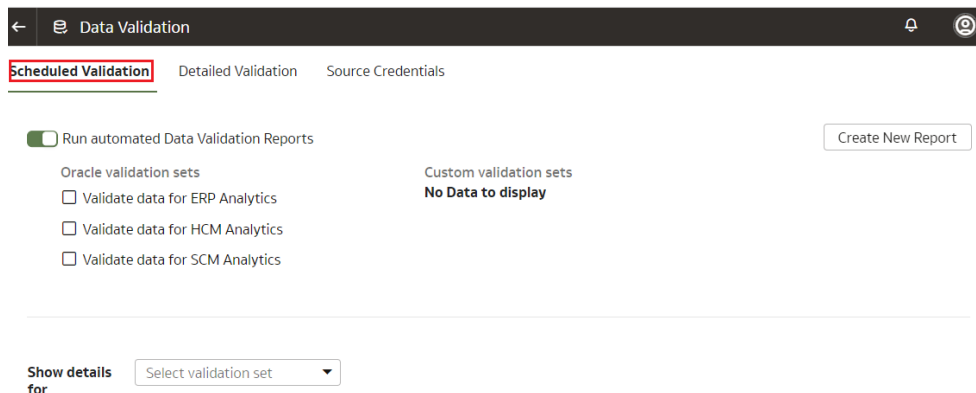 Data Validation
Scheduled Validation Detailed Validation Source Credentials
Run automated Data Validation Reports Create New Report
Oracle validation sets Custom validation sets
Validate data for ERP Analytics No Data to display
Validate data for HCM Analytics
Validate data for SCM Analytics
Show details Select validation set
for